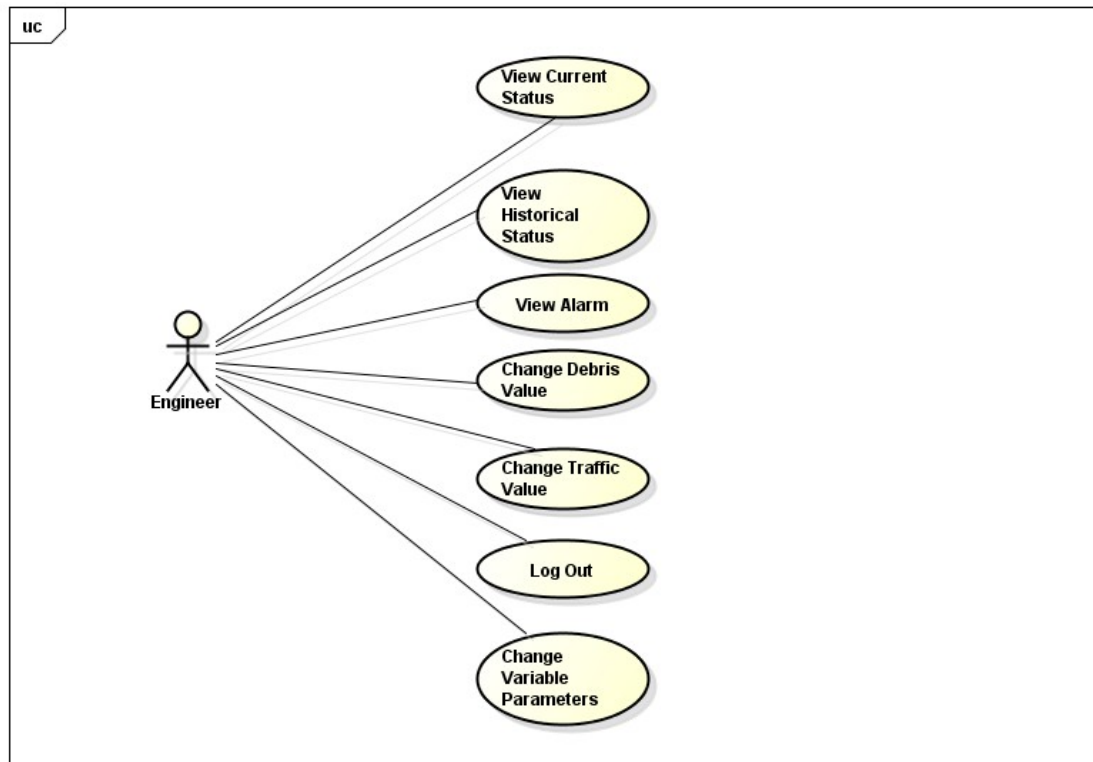 uc
View Current
Status
View
Historical
Status
View Alarm
Change Debris
Value
Engineer
Change Traffic
Value
Log Out
Change
Variable
Parameters